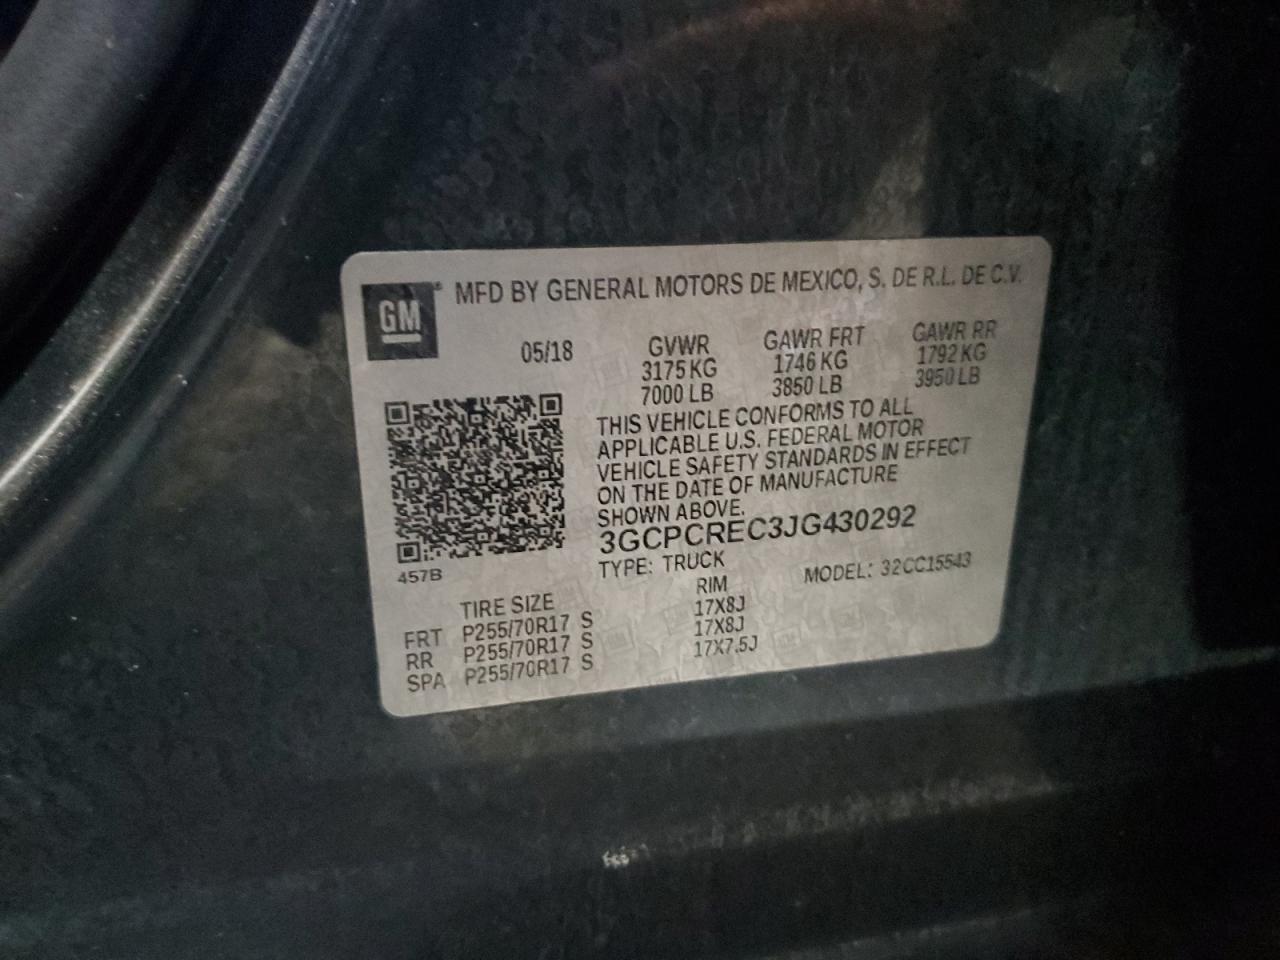 GM
MFD BY GENERAL MOTORS DE MEXICO, S. DE R.L. DE C.V.
05/18
GVWR
3175 KG
7000 LB
GAWR FRT
1746 KG
3850 LB
GAWR RR
1792 KG
3950 LB
THIS VEHICLE CONFORMS TO ALL
APPLICABLE U.S. FEDERAL MOTOR
VEHICLE SAFETY STANDARDS IN EFFECT
ON THE DATE OF MANUFACTURE
SHOWN ABOVE.
3GCPCREC3JG430292
TYPE: TRUCK
MODEL: 32CC15543
457B
TIRE SIZE RIM
FRT P255/70R17 S 17X8J
RR P255/70R17 S 17X8J
SPA P255/70R17 S 17X7.5J